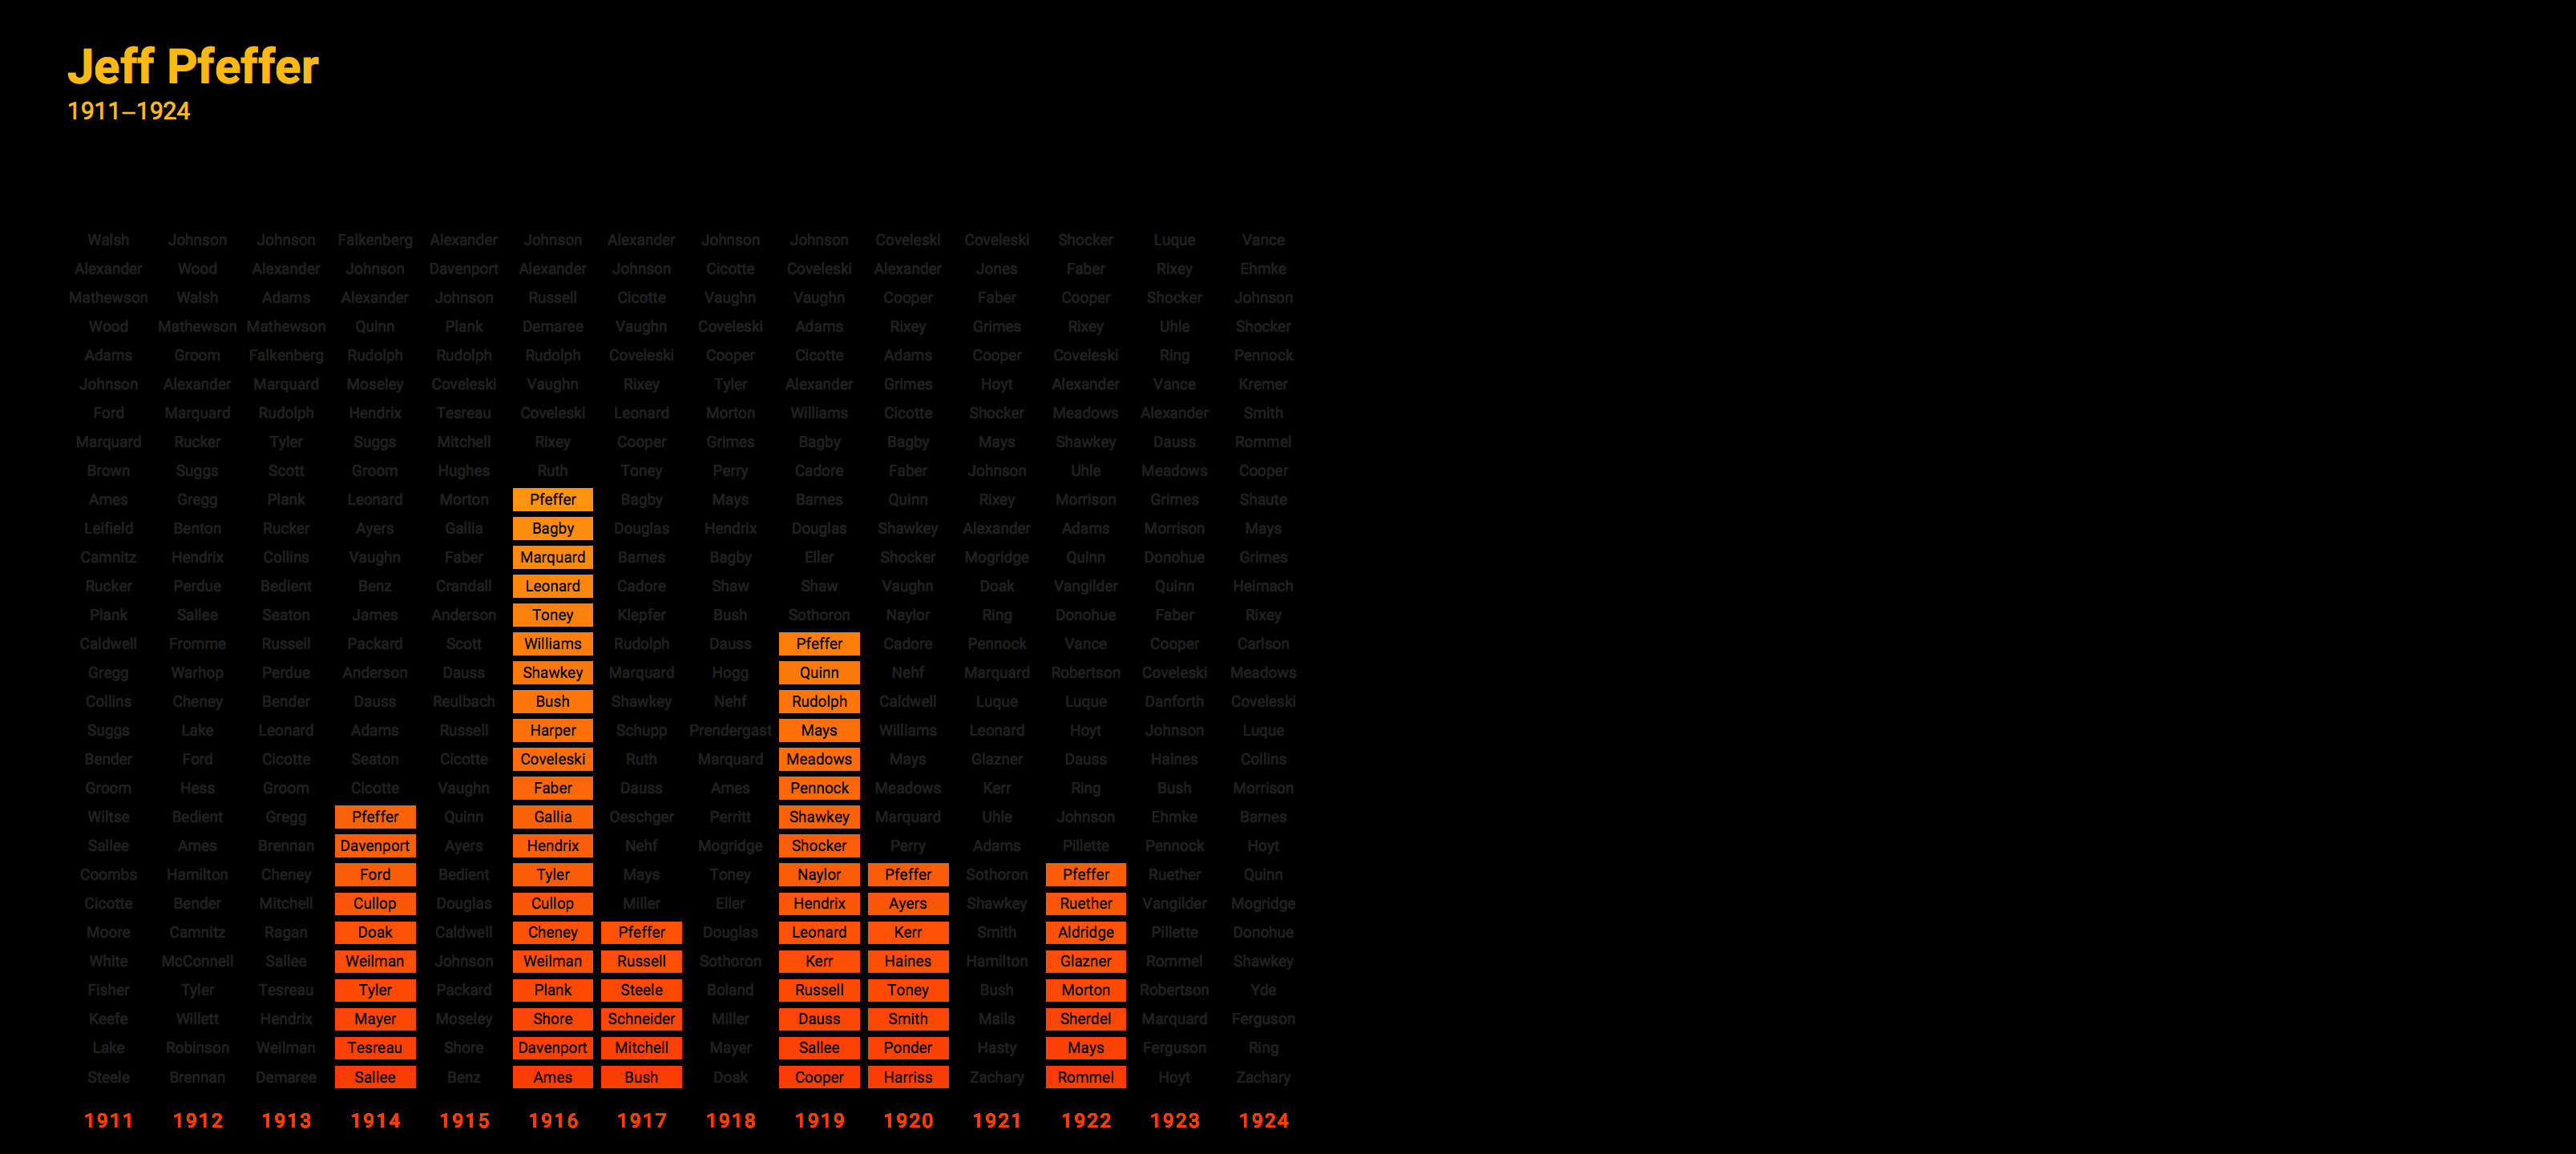 Jeff Pfeffer
1911–1924
Walsh Johnson Johnson Falkenberg Alexander Johnson Alexander Johnson Johnson Coveleski Coveleski Shocker Luque Vance
Alexander Wood Alexander Johnson Davenport Alexander Johnson Cicotte Coveleski Alexander Jones Faber Rixey Ehmke
Mathewson Walsh Adams Alexander Johnson Russell Cicotte Vaughn Vaughn Cooper Faber Cooper Shocker Johnson
Wood Mathewson Mathewson Quinn Plank Demaree Vaughn Coveleski Adams Rixey Grimes Rixey Uhle Shocker
Adams Groom Falkenberg Rudolph Rudolph Rudolph Coveleski Cooper Cicotte Adams Cooper Coveleski Ring Pennock
Johnson Alexander Marquard Moseley Coveleski Vaughn Rixey Tyler Alexander Grimes Hoyt Alexander Vance Kremer
Ford Marquard Rudolph Hendrix Tesreau Coveleski Leonard Morton Williams Cicotte Shocker Meadows Alexander Smith
Marquard Rucker Tyler Suggs Mitchell Rixey Cooper Grimes Bagby Bagby Mays Shawkey Dauss Rommel
Brown Suggs Scott Groom Hughes Ruth Toney Perry Cadore Faber Johnson Uhle Meadows Cooper
Ames Gregg Plank Leonard Morton Pfeffer Bagby Mays Barnes Quinn Rixey Morrison Grimes Shaute
Leifield Benton Rucker Ayers Gallia Bagby Douglas Hendrix Douglas Shawkey Alexander Adams Morrison Mays
Camnitz Hendrix Collins Vaughn Faber Marquard Barnes Bagby Eller Shocker Mogridge Quinn Donohue Grimes
Rucker Perdue Bedient Benz Crandall Leonard Cadore Shaw Shaw Vaughn Doak Vangilder Quinn Heimach
Plank Sallee Seaton James Anderson Toney Klepfer Bush Sothoron Naylor Ring Donohue Faber Rixey
Caldwell Fromme Russell Packard Scott Williams Rudolph Dauss Pfeffer Cadore Pennock Vance Cooper Carlson
Gregg Warhop Perdue Anderson Dauss Shawkey Marquard Hogg Quinn Nehf Marquard Robertson Coveleski Meadows
Collins Cheney Bender Dauss Reulbach Bush Shawkey Nehf Rudolph Caldwell Luque Luque Danforth Coveleski
Suggs Lake Leonard Adams Russell Harper Schupp Prendergast Mays Williams Leonard Hoyt Johnson Luque
Bender Ford Cicotte Seaton Cicotte Coveleski Ruth Marquard Meadows Mays Glazner Dauss Haines Collins
Groom Hess Groom Cicotte Vaughn Faber Dauss Ames Pennock Meadows Kerr Ring Bush Morrison
Wiltse Bedient Gregg Pfeffer Quinn Gallia Oeschger Perritt Shawkey Marquard Uhle Johnson Ehmke Barnes
Sallee Ames Brennan Davenport Ayers Hendrix Nehf Mogridge Shocker Perry Adams Pillette Pennock Hoyt
Coombs Hamilton Cheney Ford Bedient Tyler Mays Toney Naylor Pfeffer Sothoron Pfeffer Ruether Quinn
Cicotte Bender Mitchell Cullop Douglas Cullop Miller Eller Hendrix Ayers Shawkey Ruether Vangilder Mogridge
Moore Camnitz Ragan Doak Caldwell Cheney Pfeffer Douglas Leonard Kerr Smith Aldridge Pillette Donohue
White McConnell Sallee Weilman Johnson Weilman Russell Sothoron Kerr Haines Hamilton Glazner Rommel Shawkey
Fisher Tyler Tesreau Tyler Packard Plank Steele Boland Russell Toney Bush Morton Robertson Yde
Keefe Willett Hendrix Mayer Moseley Shore Schneider Miller Dauss Smith Mails Sherdel Marquard Ferguson
Lake Robinson Weilman Tesreau Shore Davenport Mitchell Mayer Sallee Ponder Hasty Mays Ferguson Ring
Steele Brennan Demaree Sallee Benz Ames Bush Doak Cooper Harriss Zachary Rommel Hoyt Zachary
1911 1912 1913 1914 1915 1916 1917 1918 1919 1920 1921 1922 1923 1924